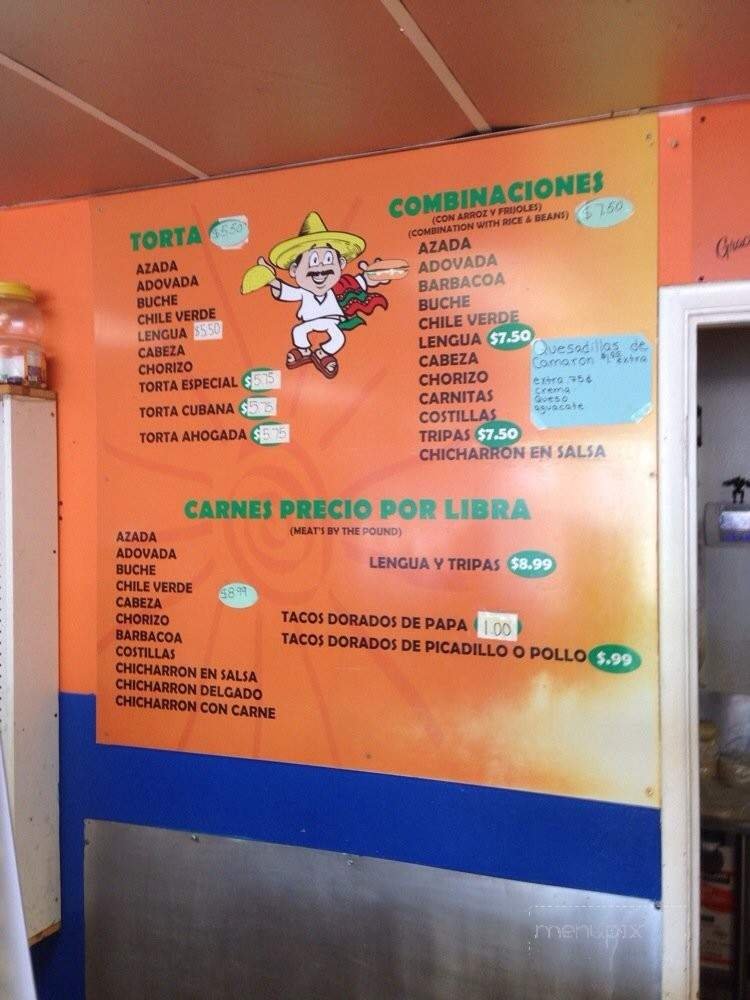 TORTA $5.50
AZADA
ADOVADA
BUCHE
CHILE VERDE
LENGUA $5.50
CABEZA
CHORIZO
TORTA ESPECIAL $5.75
TORTA CUBANA $5.75
TORTA AHOGADA $5.75
COMBINACIONES
(CON ARROZ Y FRIJOLES)
(COMBINATION WITH RICE & BEANS) $7.50
AZADA
ADOVADA
BARBACOA
BUCHE
CHILE VERDE
LENGUA $7.50
CABEZA
CHORIZO
CARNITAS
COSTILLAS
TRIPAS $7.50
CHICHARRON EN SALSA
Quesadillas de
Camaron extra
extra .75¢
crema
queso
aguacate
CARNES PRECIO POR LIBRA
(MEAT'S BY THE POUND)
AZADA
ADOVADA
BUCHE
CHILE VERDE $8.99
CABEZA
CHORIZO
BARBACOA
COSTILLAS
CHICHARRON EN SALSA
CHICHARRON DELGADO
CHICHARRON CON CARNE
LENGUA Y TRIPAS $8.99
TACOS DORADOS DE PAPA 1.00
TACOS DORADOS DE PICADILLO O POLLO $.99
menupix